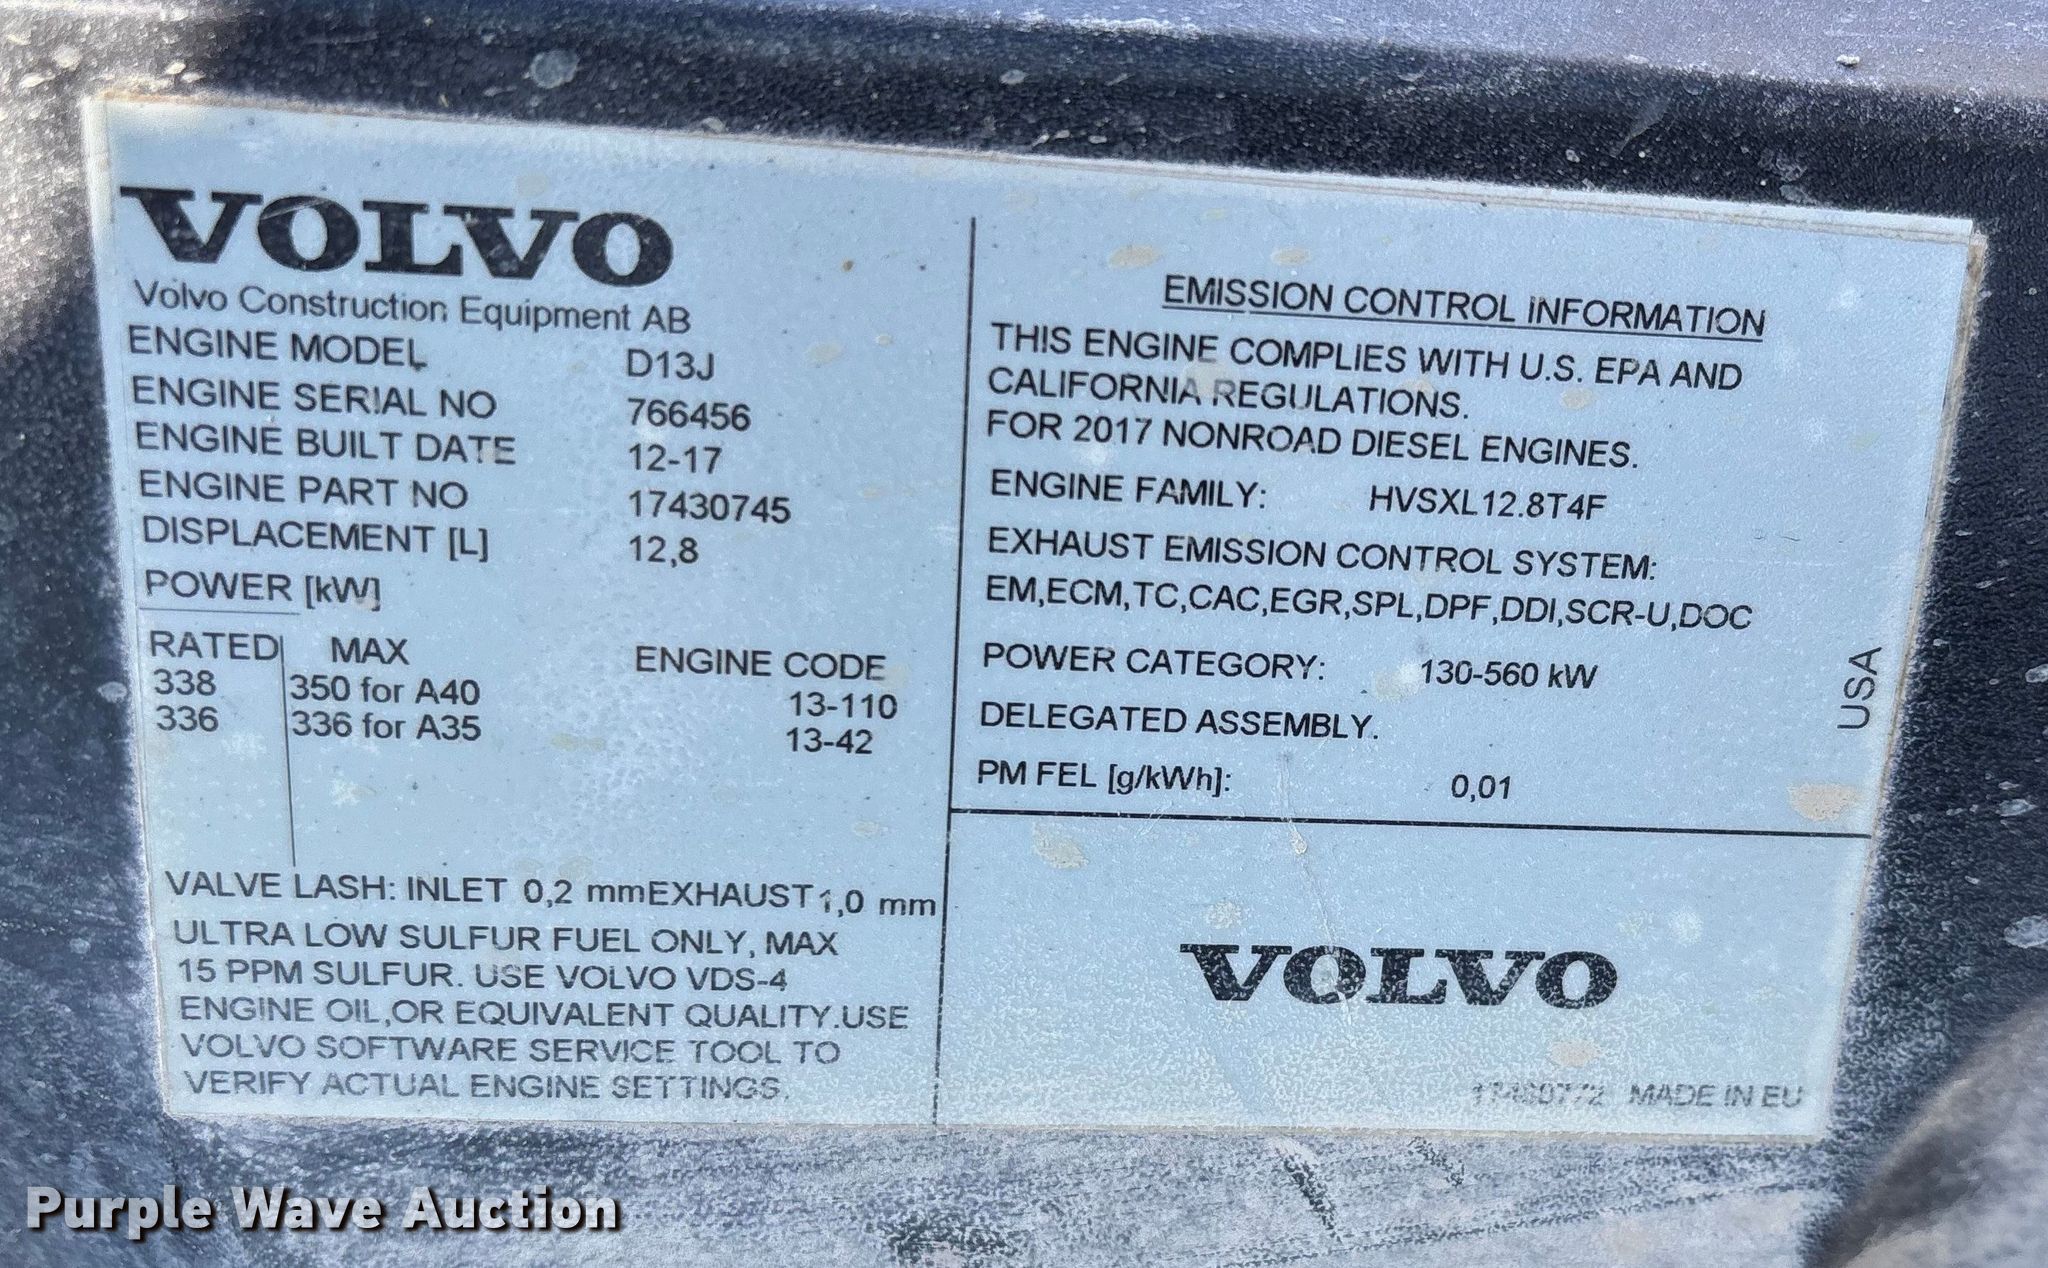 VOLVO
Volvo Construction Equipment AB
ENGINE MODEL D13J
ENGINE SERIAL NO 766456
ENGINE BUILT DATE 12-17
ENGINE PART NO 17430745
DISPLACEMENT [L] 12,8
POWER [kW]
RATED MAX ENGINE CODE
338 350 for A40 13-110
336 336 for A35 13-42
VALVE LASH: INLET 0,2 mm EXHAUST 1,0 mm
ULTRA LOW SULFUR FUEL ONLY, MAX
15 PPM SULFUR. USE VOLVO VDS-4
ENGINE OIL,OR EQUIVALENT QUALITY.USE
VOLVO SOFTWARE SERVICE TOOL TO
VERIFY ACTUAL ENGINE SETTINGS.
EMISSION CONTROL INFORMATION
THIS ENGINE COMPLIES WITH U.S. EPA AND
CALIFORNIA REGULATIONS.
FOR 2017 NONROAD DIESEL ENGINES.
ENGINE FAMILY: HVSXL12.8T4F
EXHAUST EMISSION CONTROL SYSTEM:
EM,ECM,TC,CAC,EGR,SPL,DPF,DDI,SCR-U,DOC
POWER CATEGORY: 130-560 kW
DELEGATED ASSEMBLY.
PM FEL [g/kWh]: 0,01
USA
VOLVO
MADE IN EU
Purple Wave Auction